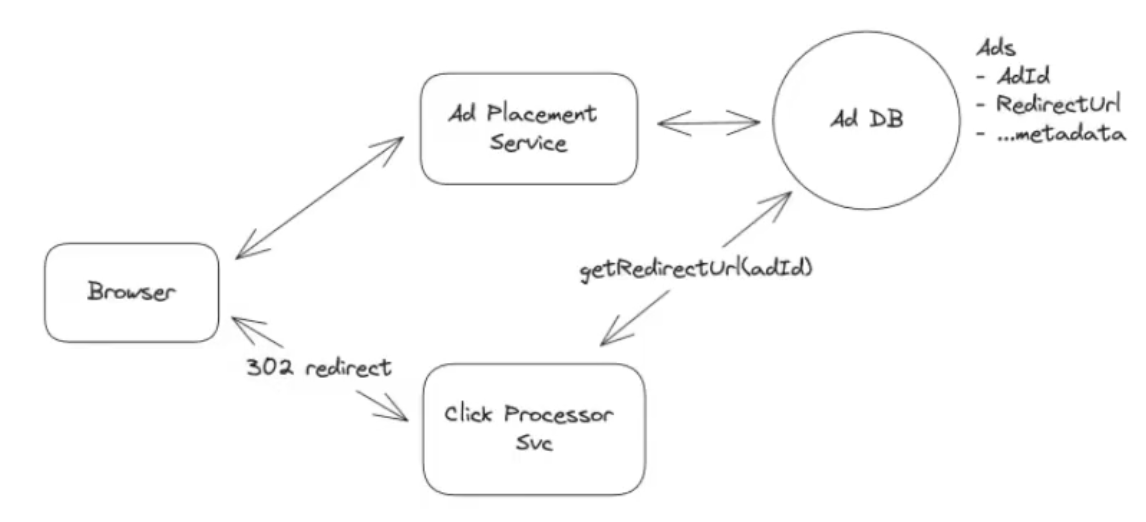 Ad Placement
Service
Ad DB
Ads
- AdId
- RedirectUrl
- ...metadata
getRedirectUrl(adId)
Browser
302 redirect
Click Processor
Svc